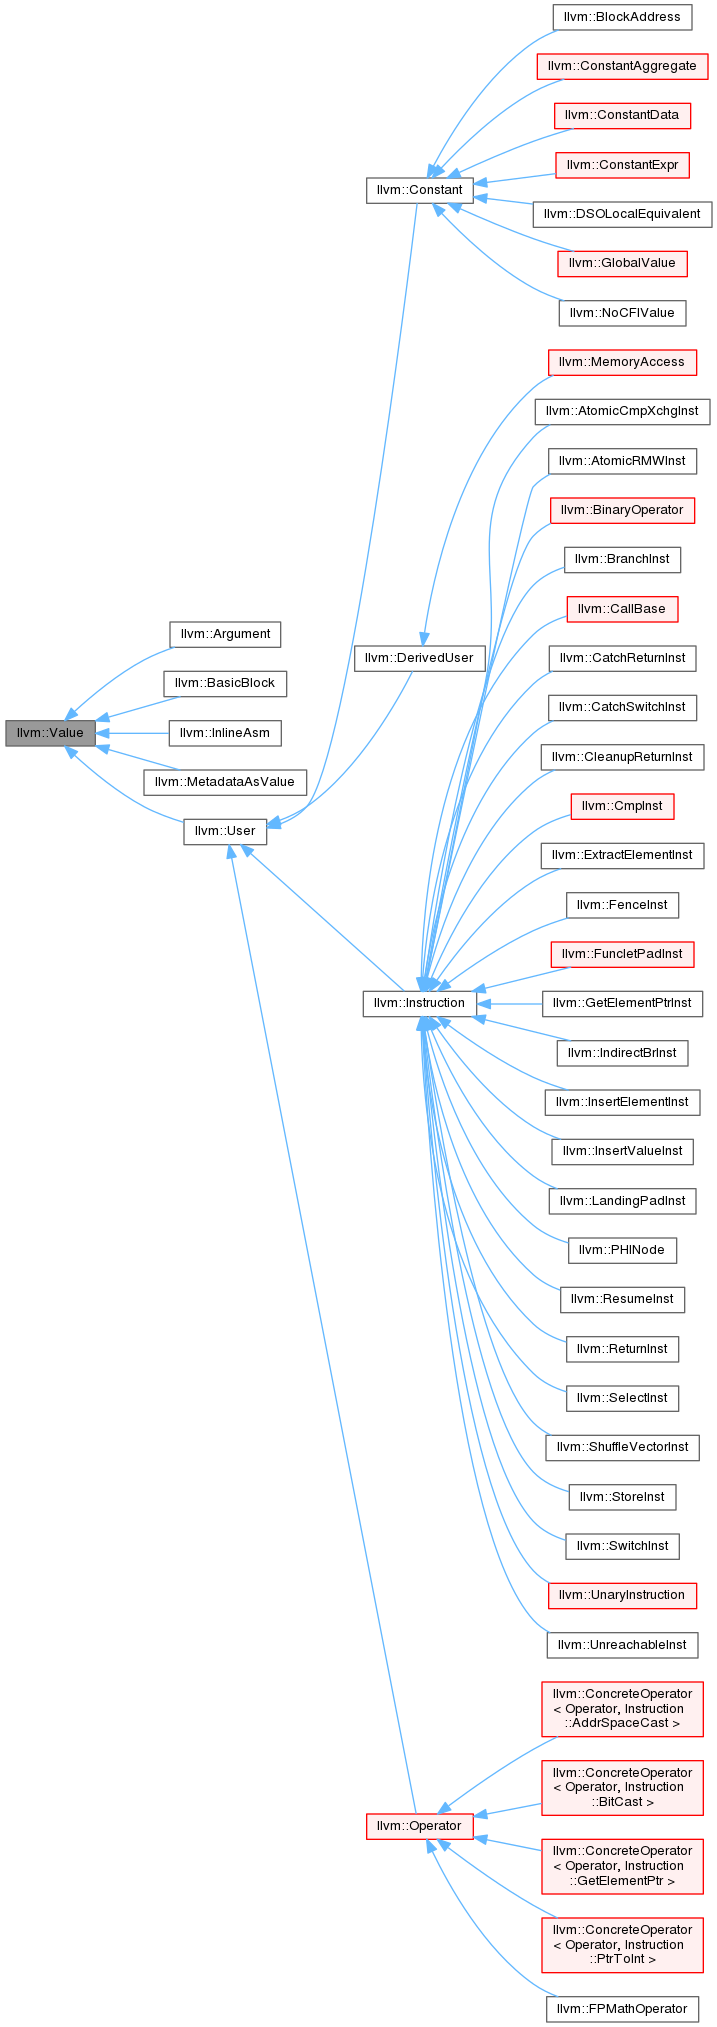 llvm::BlockAddress
llvm::ConstantAggregate
llvm::ConstantData
llvm::ConstantExpr
llvm::Constant
llvm::DSOLocalEquivalent
llvm::GlobalValue
llvm::NoCFIValue
llvm::MemoryAccess
llvm::AtomicCmpXchgInst
llvm::AtomicRMWInst
llvm::BinaryOperator
llvm::BranchInst
llvm::CallBase
llvm::Argument
llvm::DerivedUser
llvm::CatchReturnInst
llvm::BasicBlock
llvm::CatchSwitchInst
llvm::Value
llvm::InlineAsm
llvm::CleanupReturnInst
llvm::MetadataAsValue
llvm::CmpInst
llvm::User
llvm::ExtractElementInst
llvm::FenceInst
llvm::FuncletPadInst
llvm::Instruction
llvm::GetElementPtrInst
llvm::IndirectBrInst
llvm::InsertElementInst
llvm::InsertValueInst
llvm::LandingPadInst
llvm::PHINode
llvm::ResumeInst
llvm::ReturnInst
llvm::SelectInst
llvm::ShuffleVectorInst
llvm::StoreInst
llvm::SwitchInst
llvm::UnaryInstruction
llvm::UnreachableInst
llvm::ConcreteOperator
< Operator, Instruction
::AddrSpaceCast >
llvm::ConcreteOperator
< Operator, Instruction
::BitCast >
llvm::Operator
llvm::ConcreteOperator
< Operator, Instruction
::GetElementPtr >
llvm::ConcreteOperator
< Operator, Instruction
::PtrToInt >
llvm::FPMathOperator